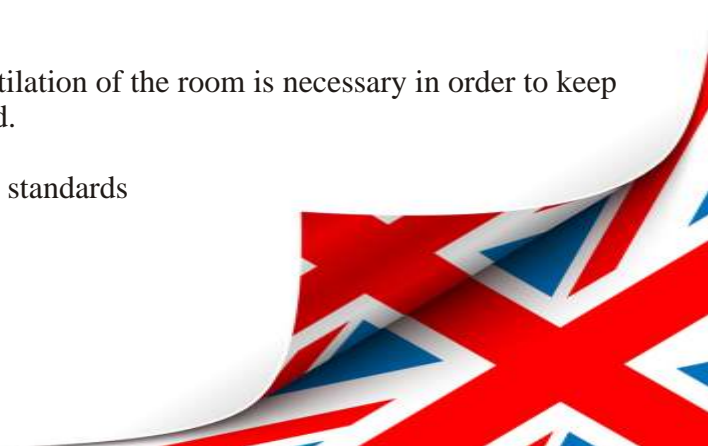 tilation of the room is necessary in order to keep
d.
standards